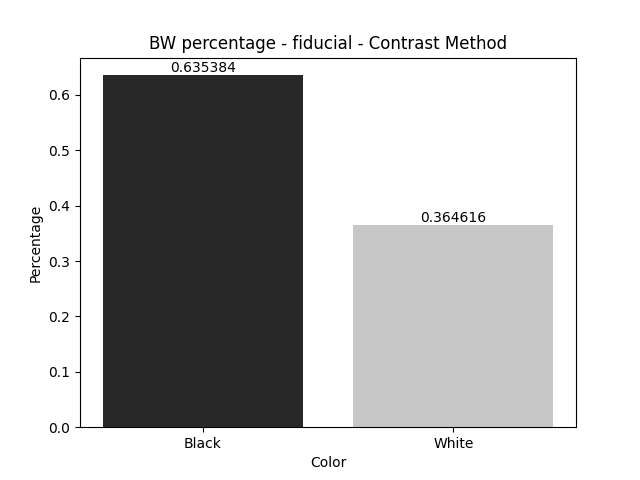 BW percentage - fiducial - Contrast Method
0.635384
0.364616
0.6
0.5
0.4
0.3
0.2
0.1
0.0
Percentage
Black
White
Color